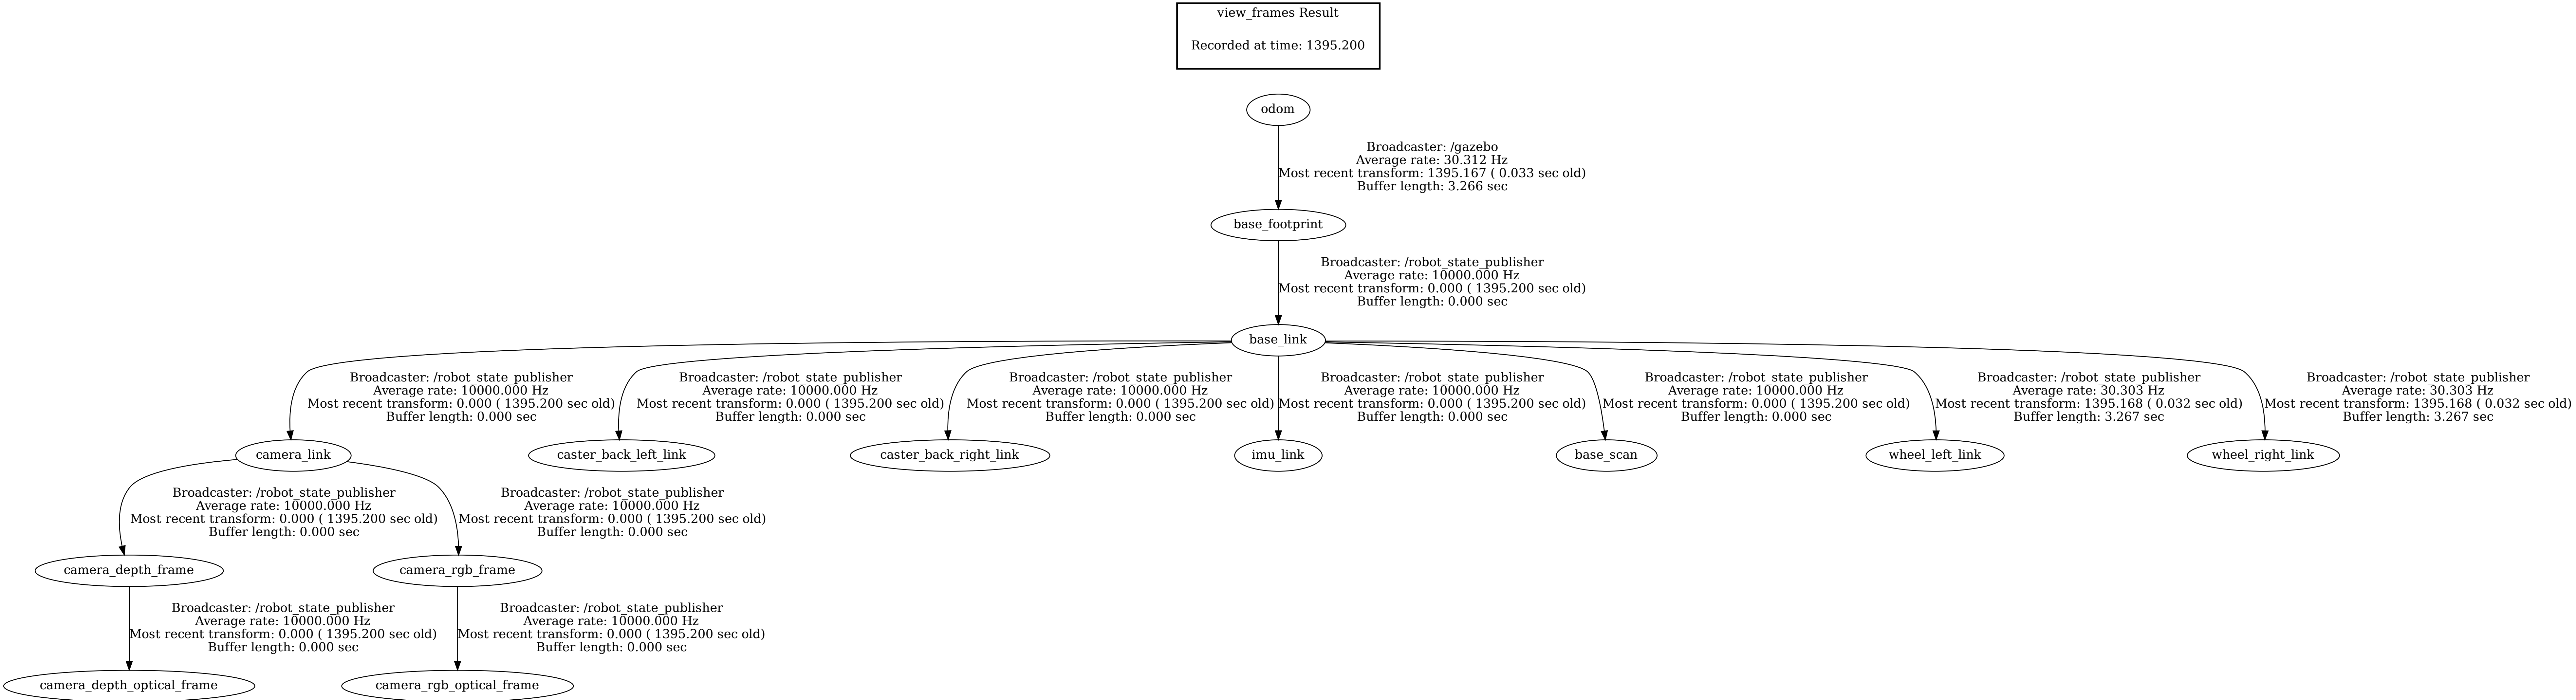 view_frames Result
Recorded at time: 1395.200
odom
Broadcaster: /gazebo
Average rate: 30.312 Hz
Most recent transform: 1395.167 ( 0.033 sec old)
Buffer length: 3.266 sec
base_footprint
Broadcaster: /robot_state_publisher
Average rate: 10000.000 Hz
Most recent transform: 0.000 ( 1395.200 sec old)
Buffer length: 0.000 sec
base_link
Broadcaster: /robot_state_publisher
Average rate: 10000.000 Hz
Most recent transform: 0.000 ( 1395.200 sec old)
Buffer length: 0.000 sec
Broadcaster: /robot_state_publisher
Average rate: 10000.000 Hz
Most recent transform: 0.000 ( 1395.200 sec old)
Buffer length: 0.000 sec
Broadcaster: /robot_state_publisher
Average rate: 10000.000 Hz
Most recent transform: 0.000 ( 1395.200 sec old)
Buffer length: 0.000 sec
Broadcaster: /robot_state_publisher
Average rate: 10000.000 Hz
Most recent transform: 0.000 ( 1395.200 sec old)
Buffer length: 0.000 sec
Broadcaster: /robot_state_publisher
Average rate: 10000.000 Hz
Most recent transform: 0.000 ( 1395.200 sec old)
Buffer length: 0.000 sec
Broadcaster: /robot_state_publisher
Average rate: 30.303 Hz
Most recent transform: 1395.168 ( 0.032 sec old)
Buffer length: 3.267 sec
Broadcaster: /robot_state_publisher
Average rate: 30.303 Hz
Most recent transform: 1395.168 ( 0.032 sec old)
Buffer length: 3.267 sec
camera_link
caster_back_left_link
caster_back_right_link
imu_link
base_scan
wheel_left_link
wheel_right_link
Broadcaster: /robot_state_publisher
Average rate: 10000.000 Hz
Most recent transform: 0.000 ( 1395.200 sec old)
Buffer length: 0.000 sec
Broadcaster: /robot_state_publisher
Average rate: 10000.000 Hz
Most recent transform: 0.000 ( 1395.200 sec old)
Buffer length: 0.000 sec
camera_depth_frame
camera_rgb_frame
Broadcaster: /robot_state_publisher
Average rate: 10000.000 Hz
Most recent transform: 0.000 ( 1395.200 sec old)
Buffer length: 0.000 sec
Broadcaster: /robot_state_publisher
Average rate: 10000.000 Hz
Most recent transform: 0.000 ( 1395.200 sec old)
Buffer length: 0.000 sec
camera_depth_optical_frame
camera_rgb_optical_frame